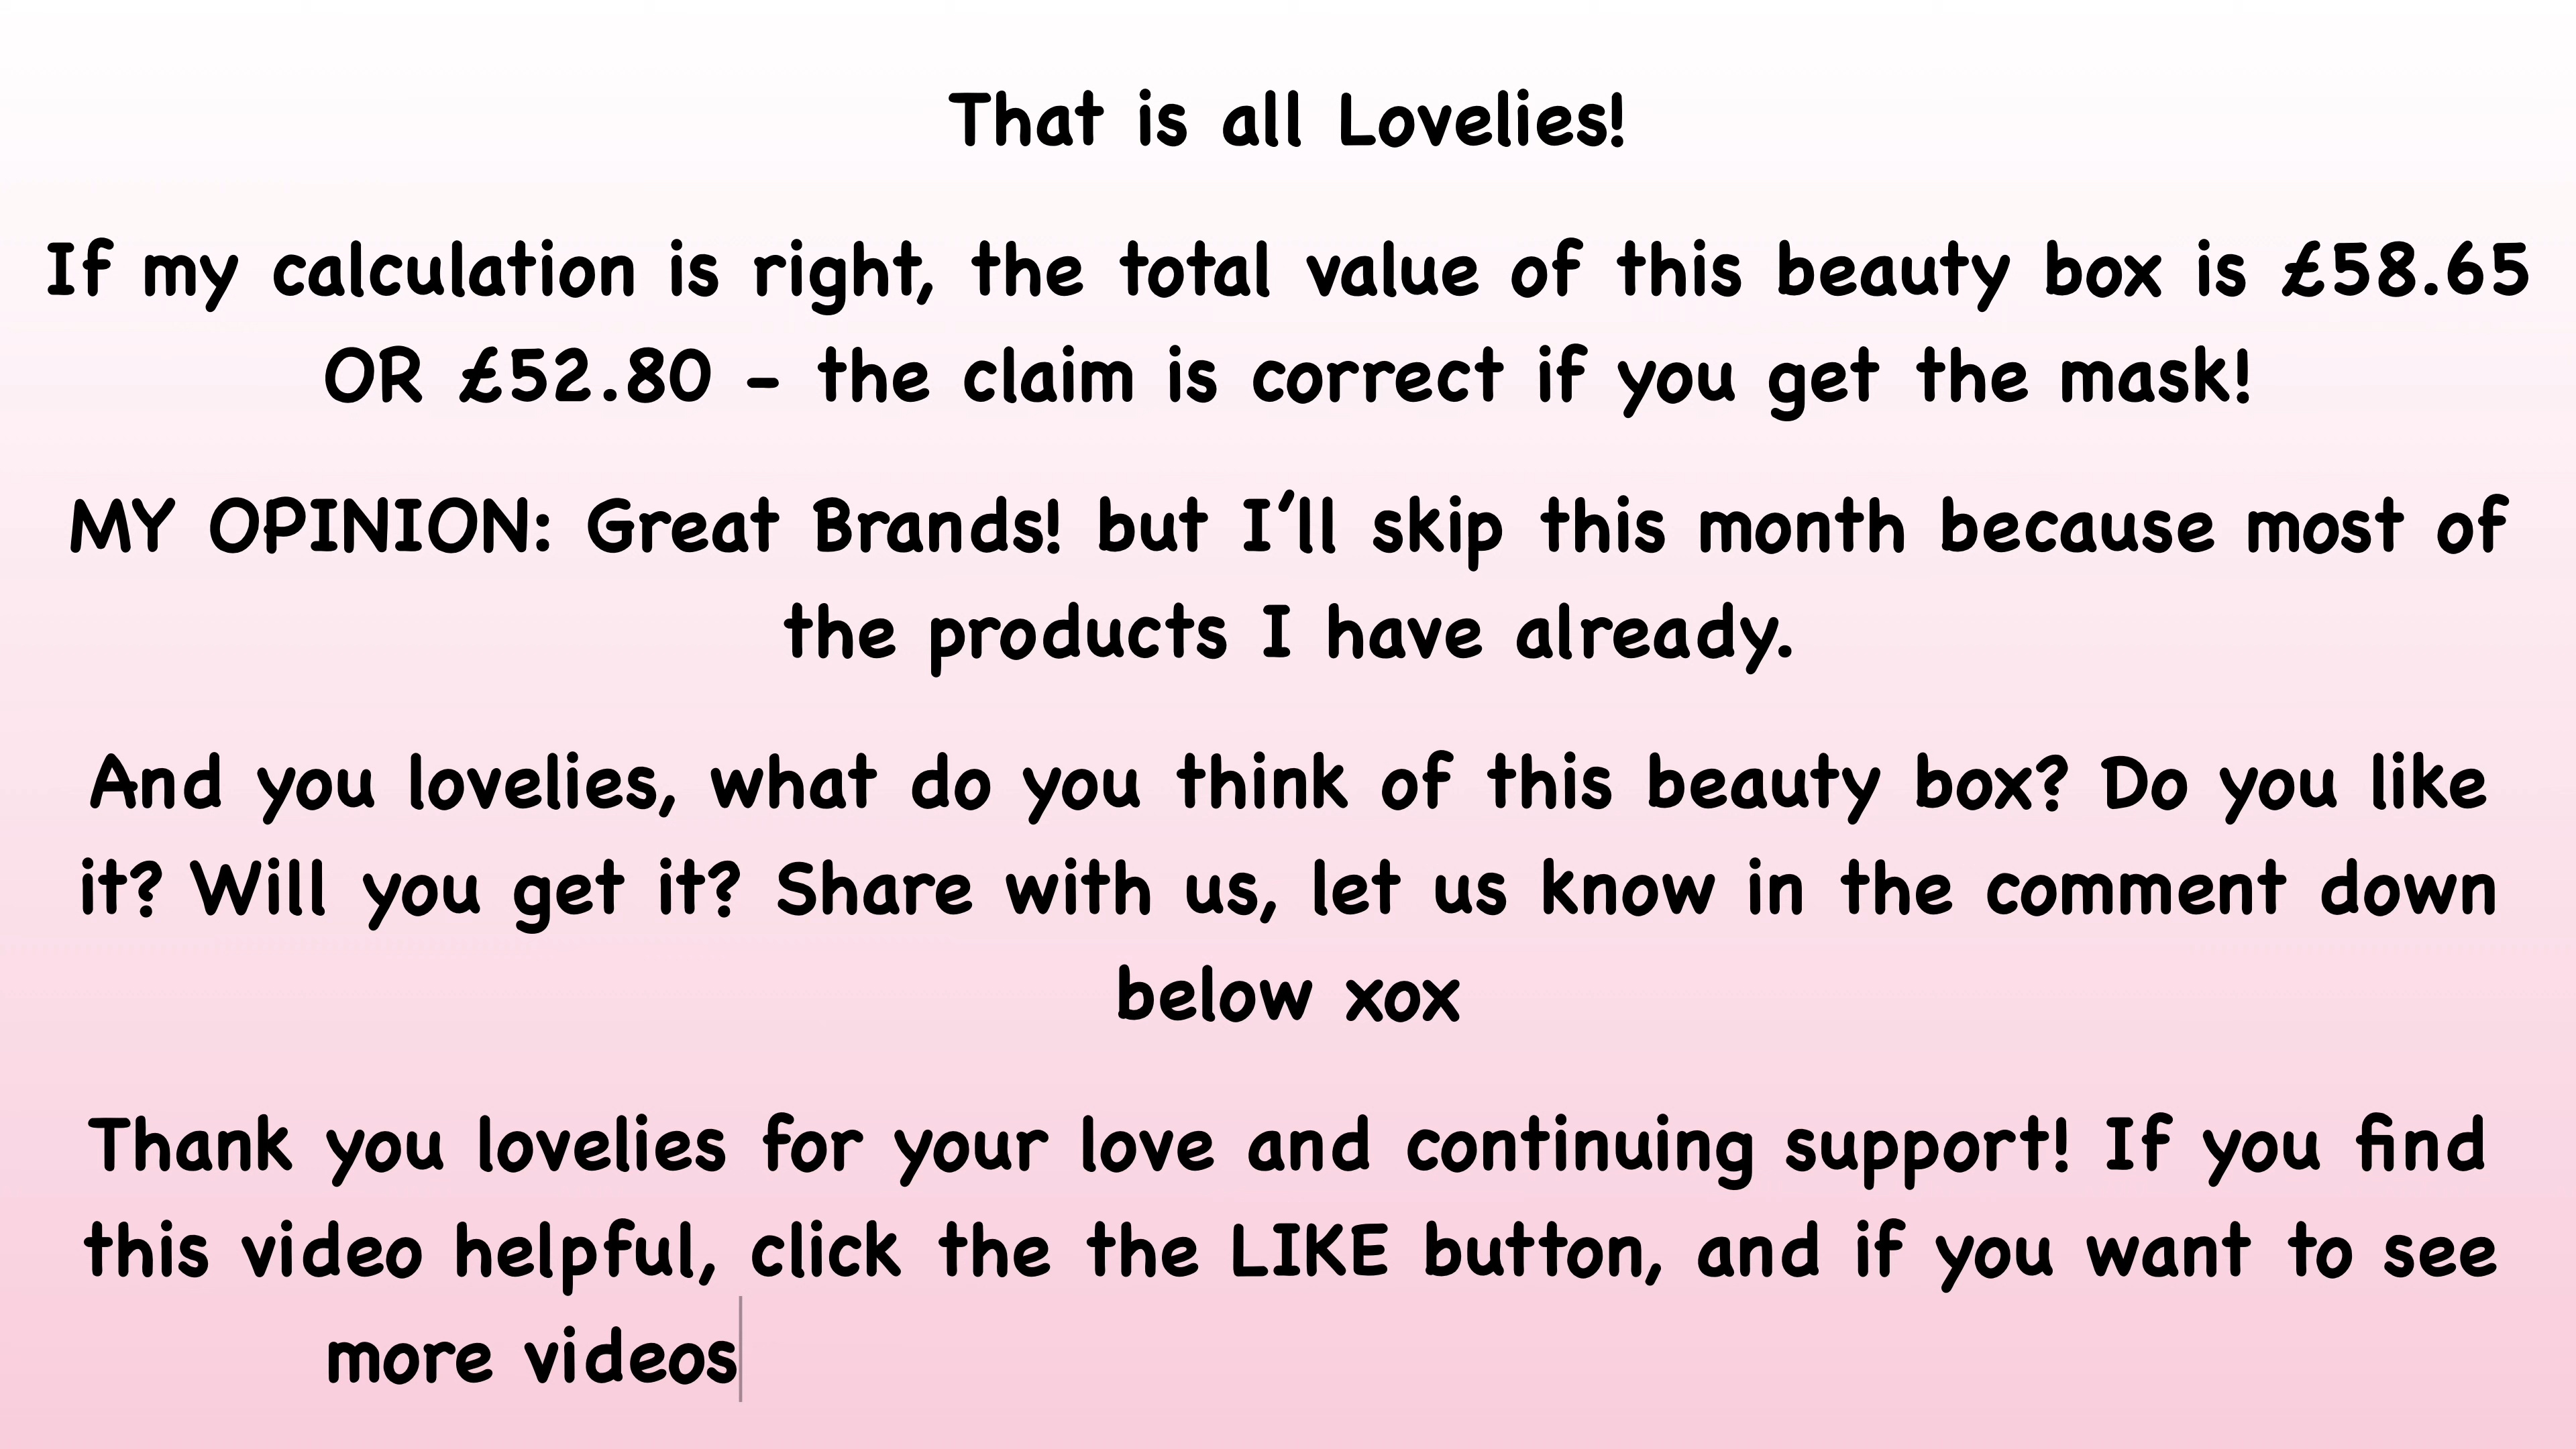 That is all Lovelies!
If my calculation is right, the total value of this beauty box is £58.65
OR £52.80 - the claim is correct if you get the mask!
MY OPINION: Great Brands! but I'll skip this month because most of
the products I have already.
And you lovelies, what do you think of this beauty box? Do you like
it? Will you get it? Share with us, let us know in the comment down
below xox
Thank you lovelies for your love and continuing support! If you find
this video helpful, click the the LIKE button, and if you want to see
more videos